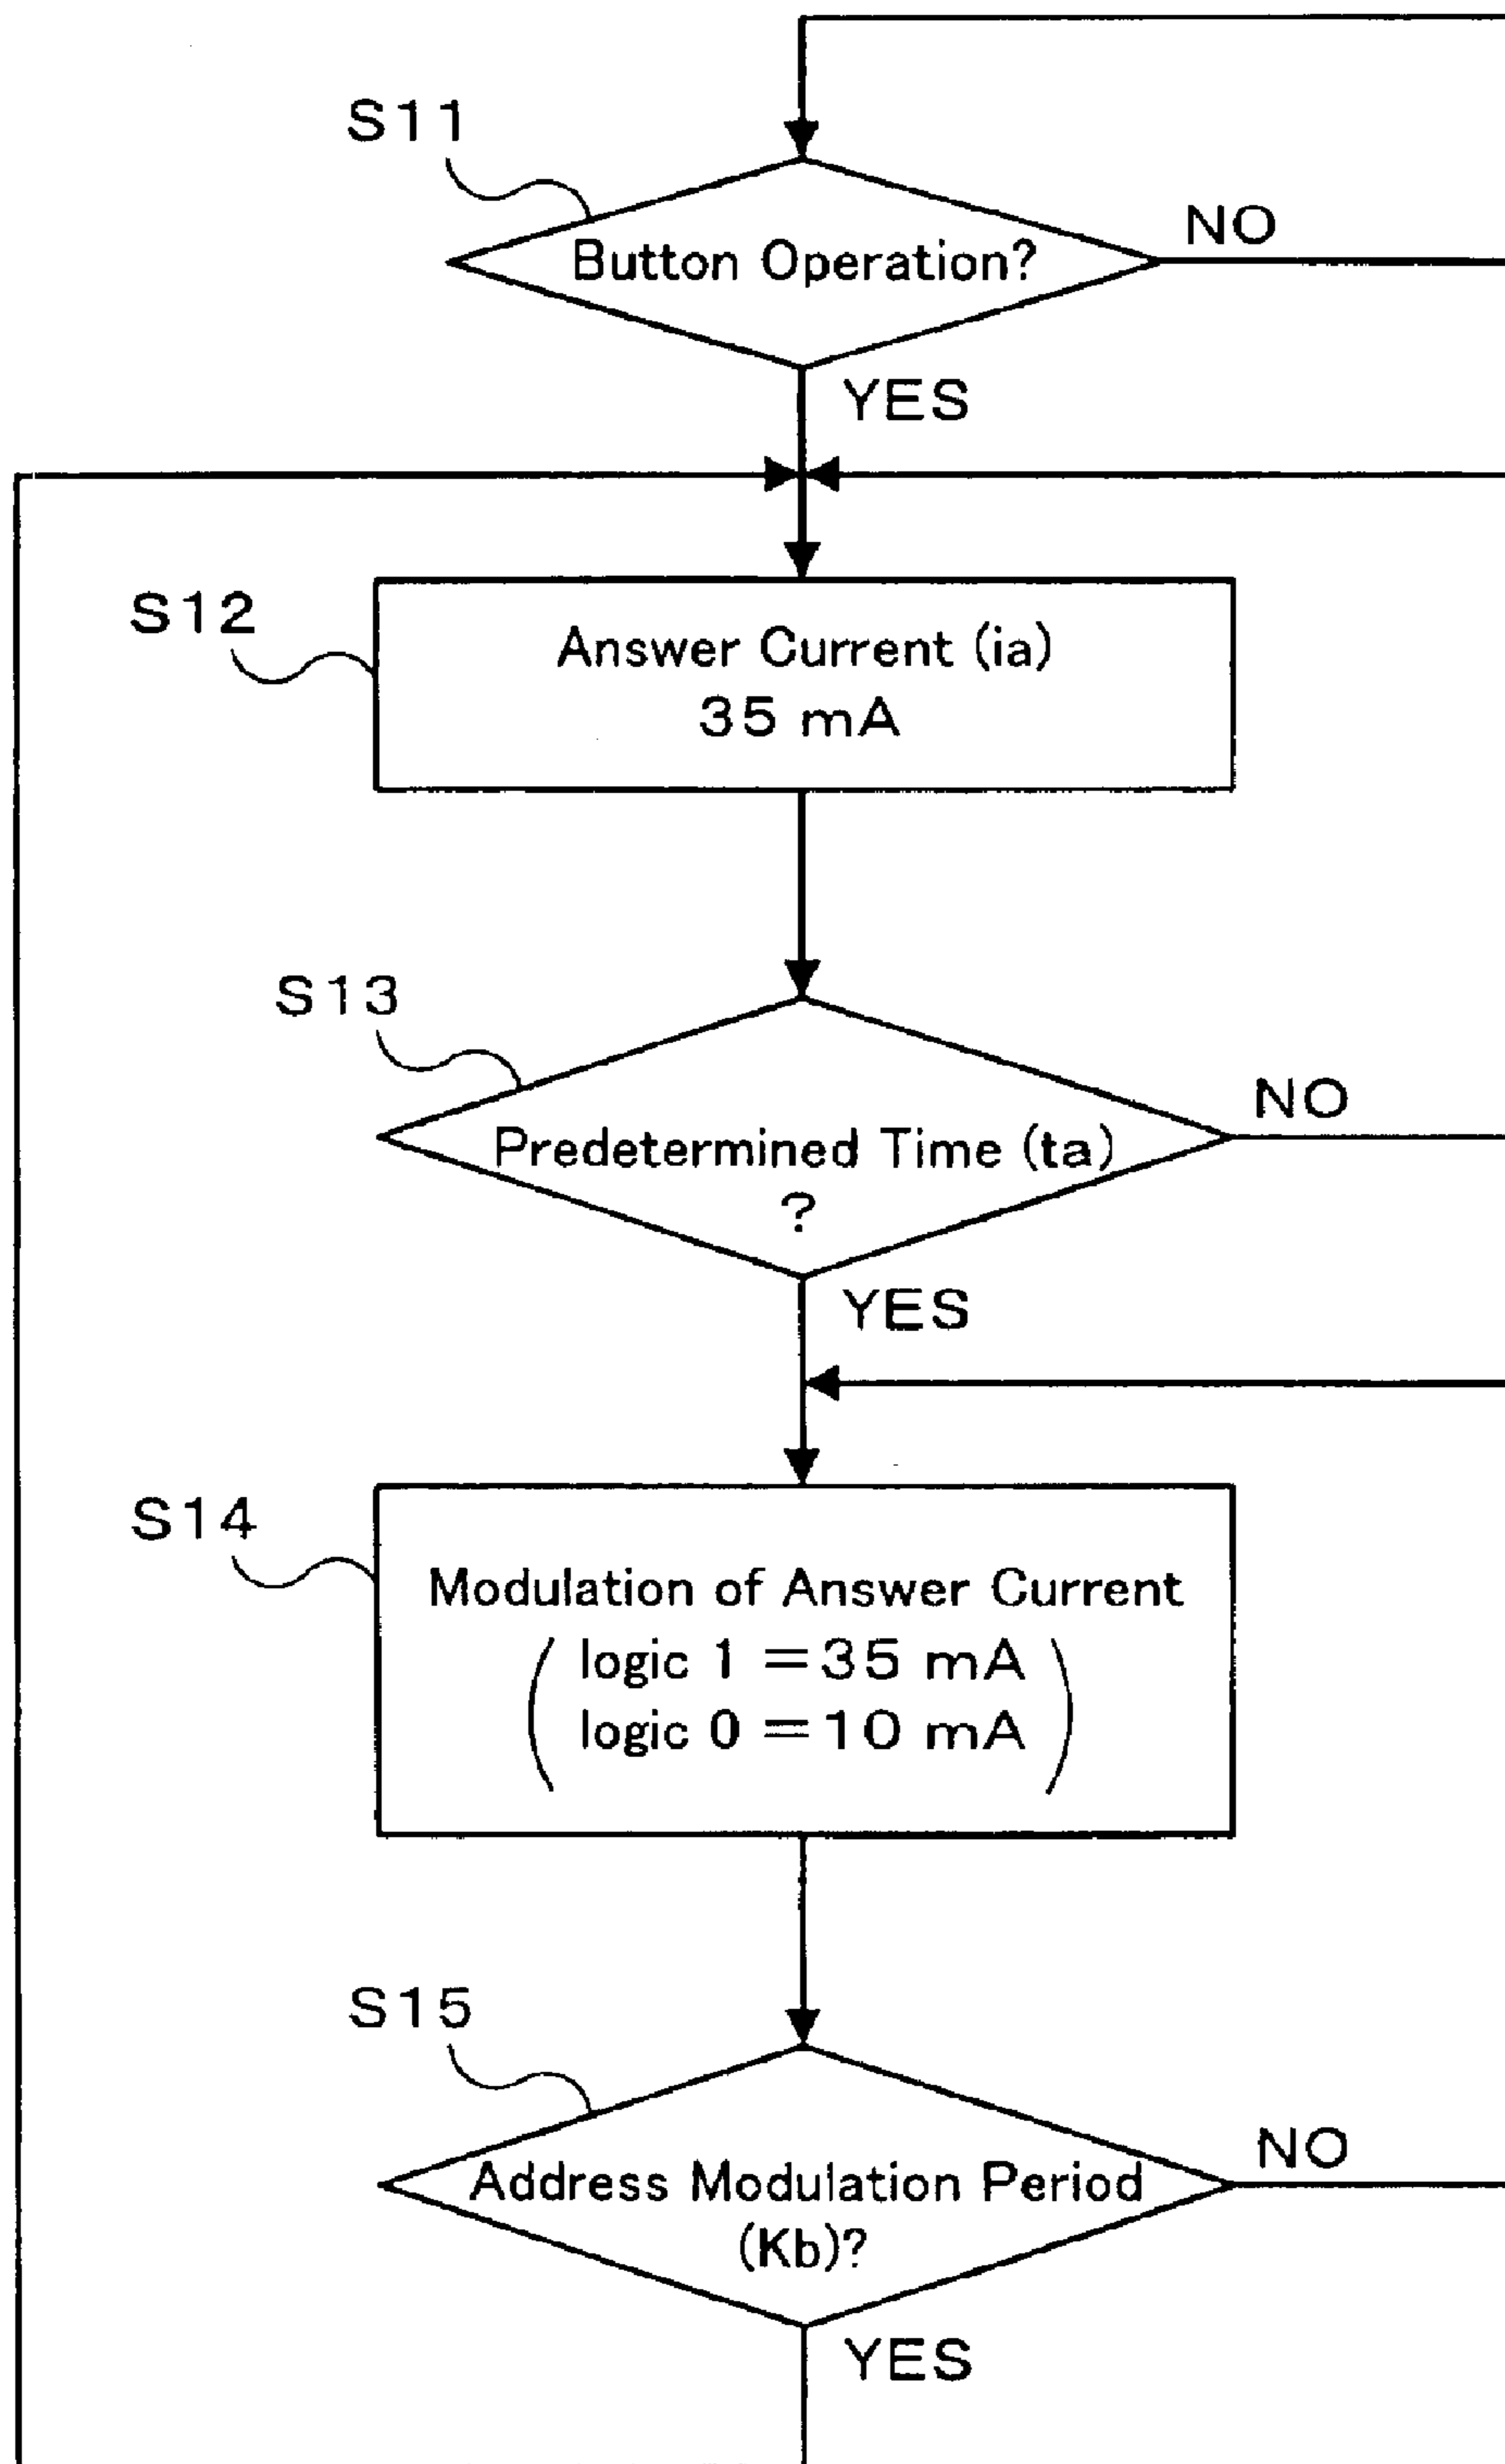 S11
Button Operation?
NO
YES
S12
Answer Current (ia)
35 mA
S13
Predetermined Time (ta)
?
NO
YES
S14
Modulation of Answer Current
( logic 1 =35 mA
logic 0 =10 mA )
S15
Address Modulation Period
(Kb)?
NO
YES